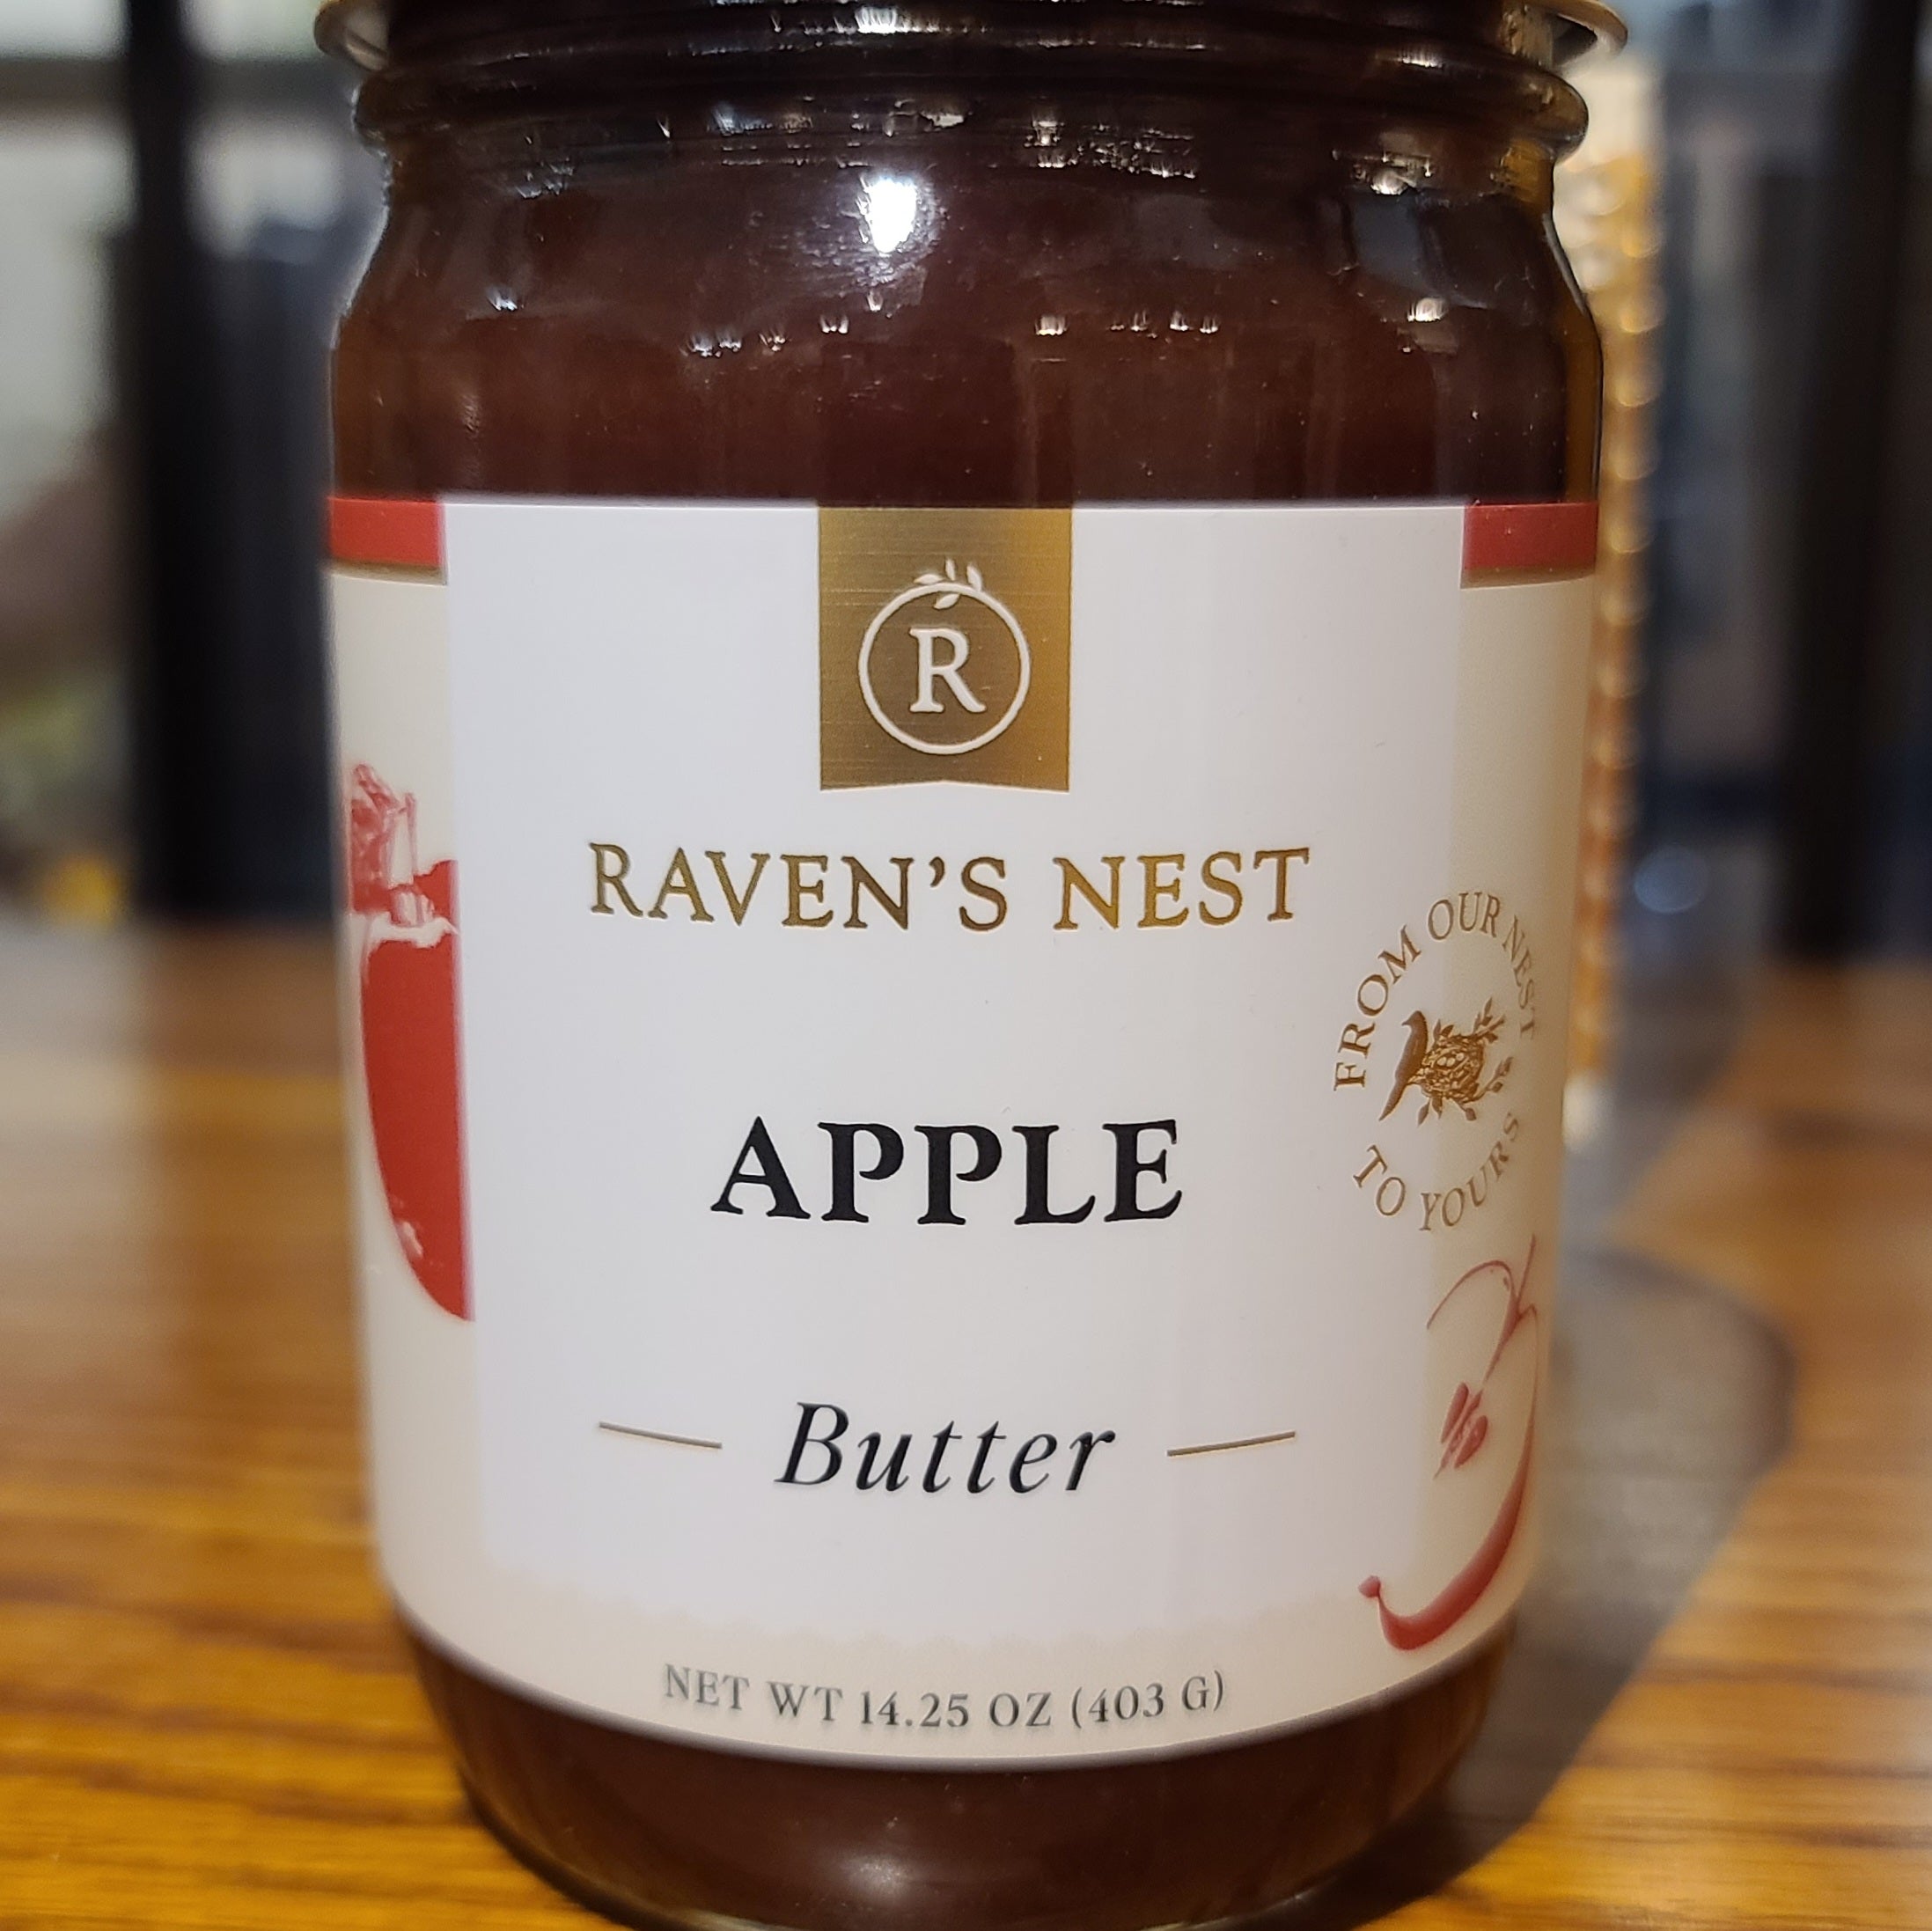 R
RAVEN'S NEST
FROM OUR NEST
TO YOURS
APPLE
Butter
NET WT 14.25 OZ (403 G)